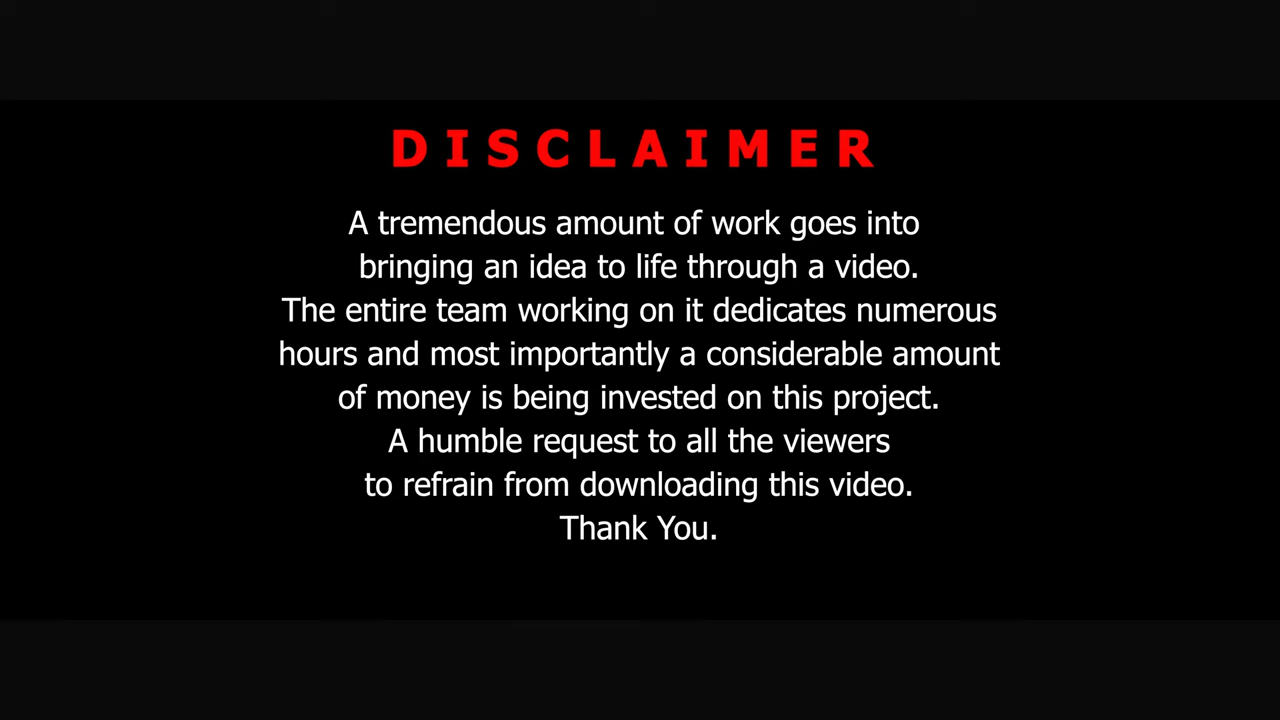 DISCLAIMER
A tremendous amount of work goes into
bringing an idea to life through a video.
The entire team working on it dedicates numerous
hours and most importantly a considerable amount
of money is being invested on this project.
A humble request to all the viewers
to refrain from downloading this video.
Thank You.